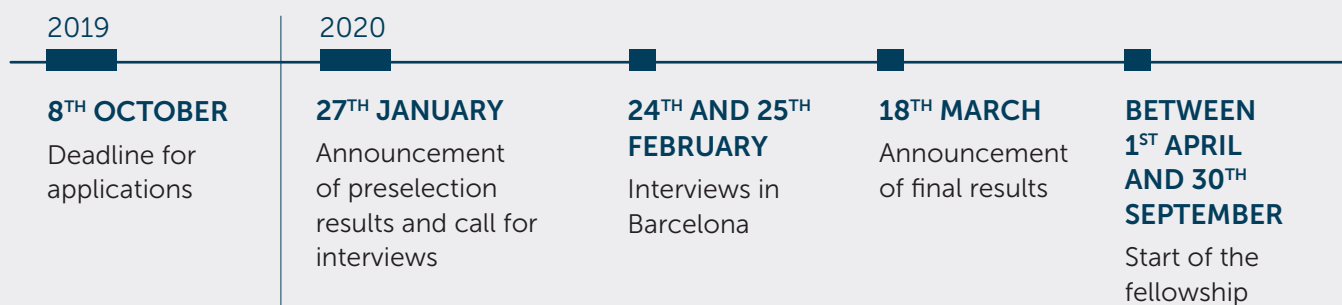 2019
8TH OCTOBER
Deadline for
applications
2020
27TH JANUARY
Announcement
of preselection
results and call for
interviews
24TH AND 25TH
FEBRUARY
Interviews in
Barcelona
18TH MARCH
Announcement
of final results
BETWEEN
1ST APRIL
AND 30TH
SEPTEMBER
Start of the
fellowship